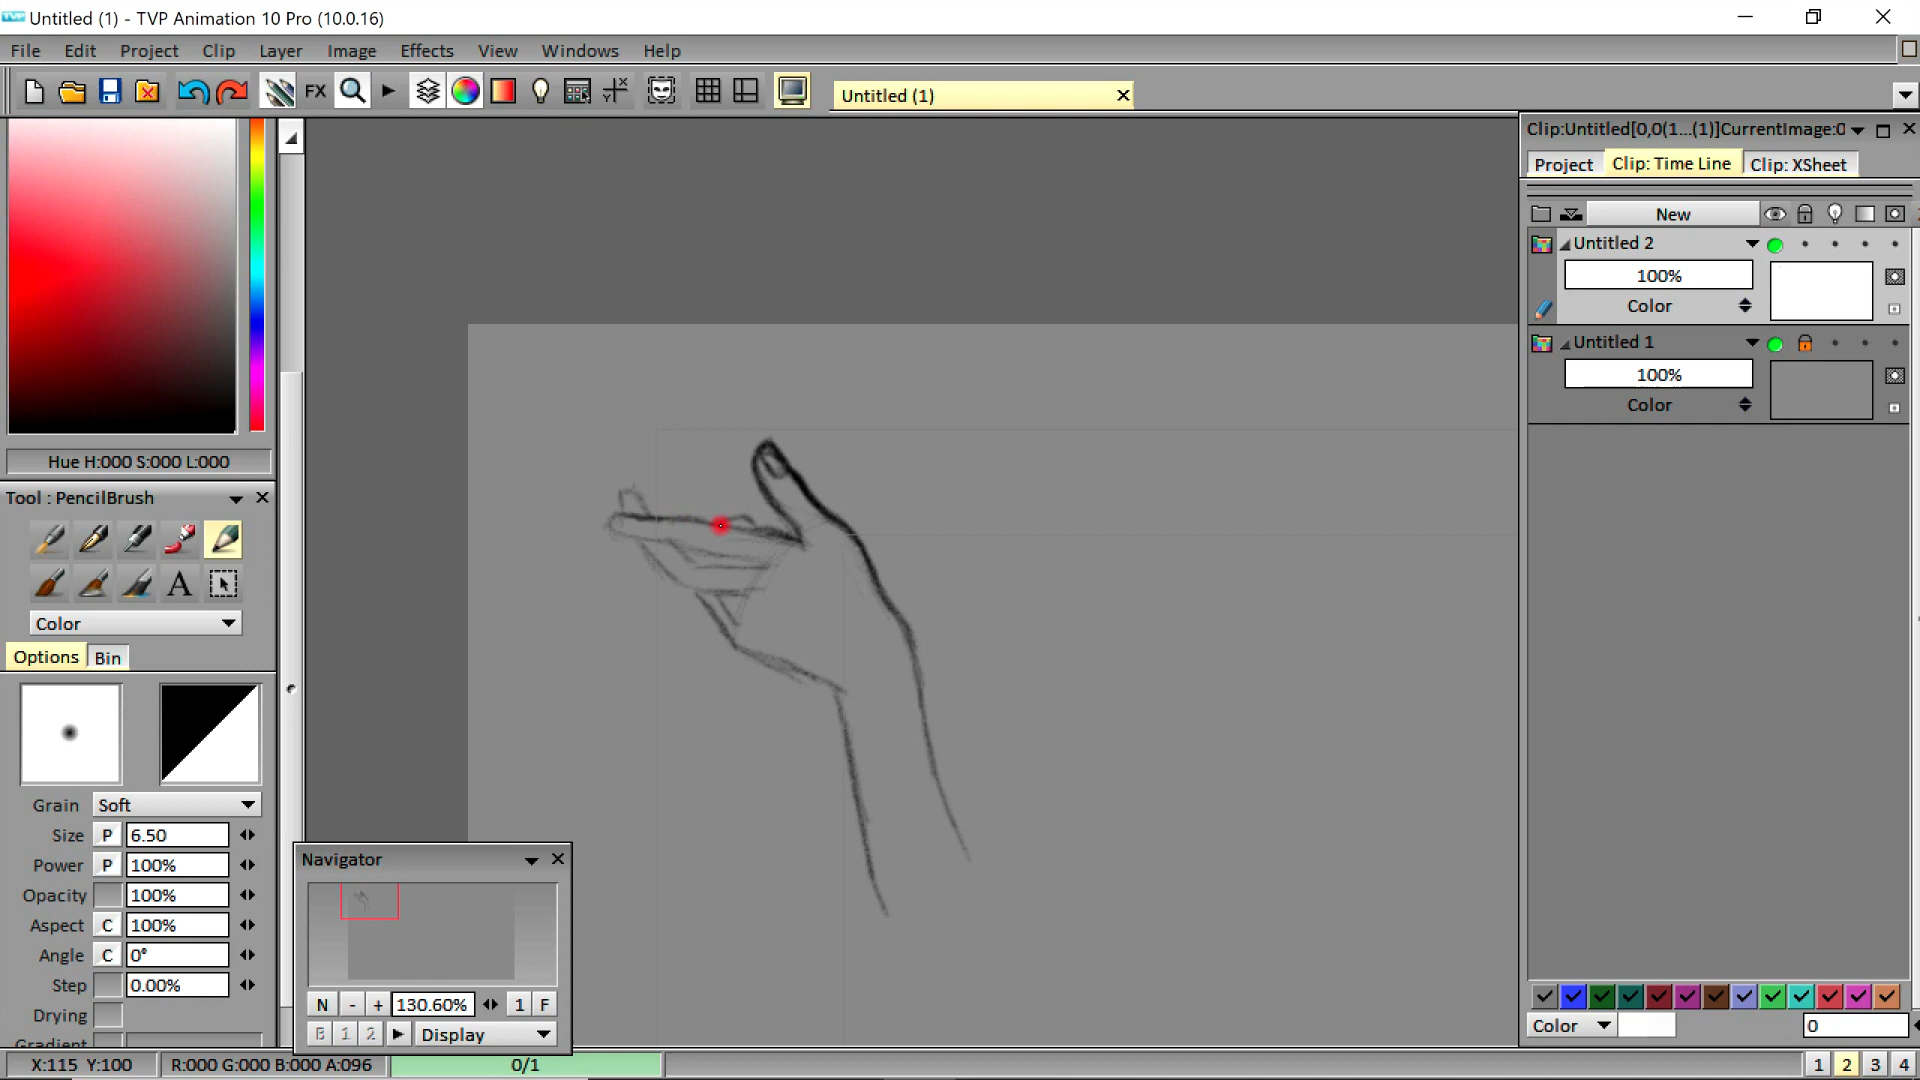 TVP Untitled (1) - TVP Animation 10 Pro (10.0.16)
File Edit Project Clip Layer Image Effects View Windows Help
FX
Untitled (1)
Clip:Untitled[0,0(1...(1)]CurrentImage:0
Project Clip: Time Line Clip: XSheet
New
Untitled 2
100%
Color
Untitled 1
100%
Color
Hue H:000 S:000 L:000
Tool : PencilBrush
A
Color
Options Bin
Grain Soft
Size P 6.50
Power P 100%
Opacity 100%
Aspect C 100%
Angle C 0°
Step 0.00%
Drying
Gradient
Navigator
N - + 130.60% 1 F
B 1 2 Display
Color 0
X:115 Y:100 R:000 G:000 B:000 A:096 0/1 1 2 3 4